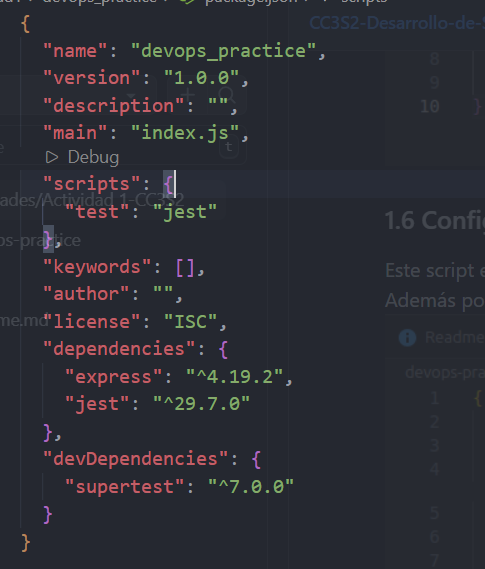 devops_practice > package.json > scripts
{
"name": "devops_practice",
"version": "1.0.0",
"description": "",
"main": "index.js",
Debug
"scripts": {
"test": "jest"
},
"keywords": [],
"author": "",
"license": "ISC",
"dependencies": {
"express": "^4.19.2",
"jest": "^29.7.0"
},
"devDependencies": {
"supertest": "^7.0.0"
}
}
CC3S2-Desarrollo-de-S
8
9
10 }
t
ades/Actividad 1-CC3S2
ops-practice
me.md
1.6 Config
Este script e
Además po
Readme
devops-pra
1 {
2
3
4
5
6
7